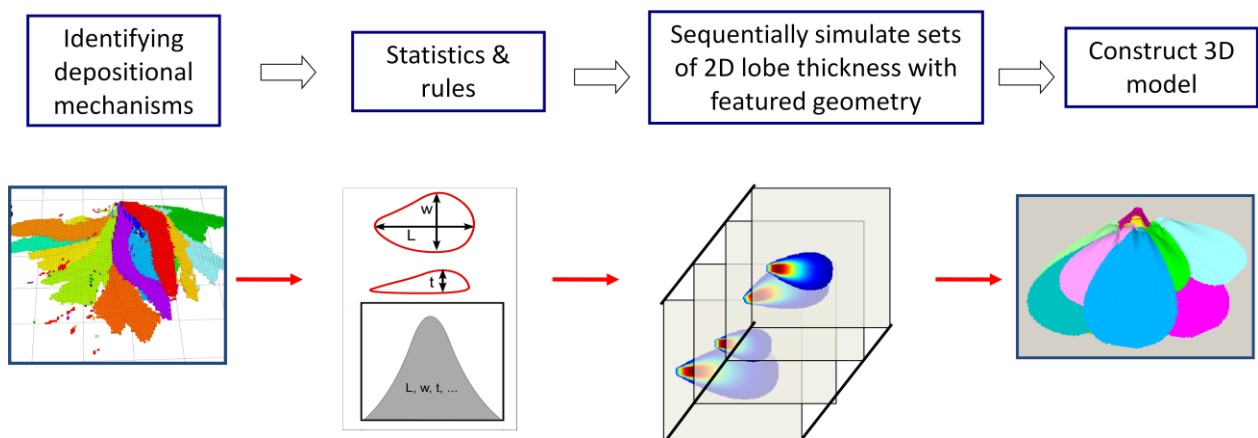 Identifying
depositional
mechanisms
Statistics &
rules
Sequentially simulate sets
of 2D lobe thickness with
featured geometry
Construct 3D
model
w
L
t
L, w, t, ...